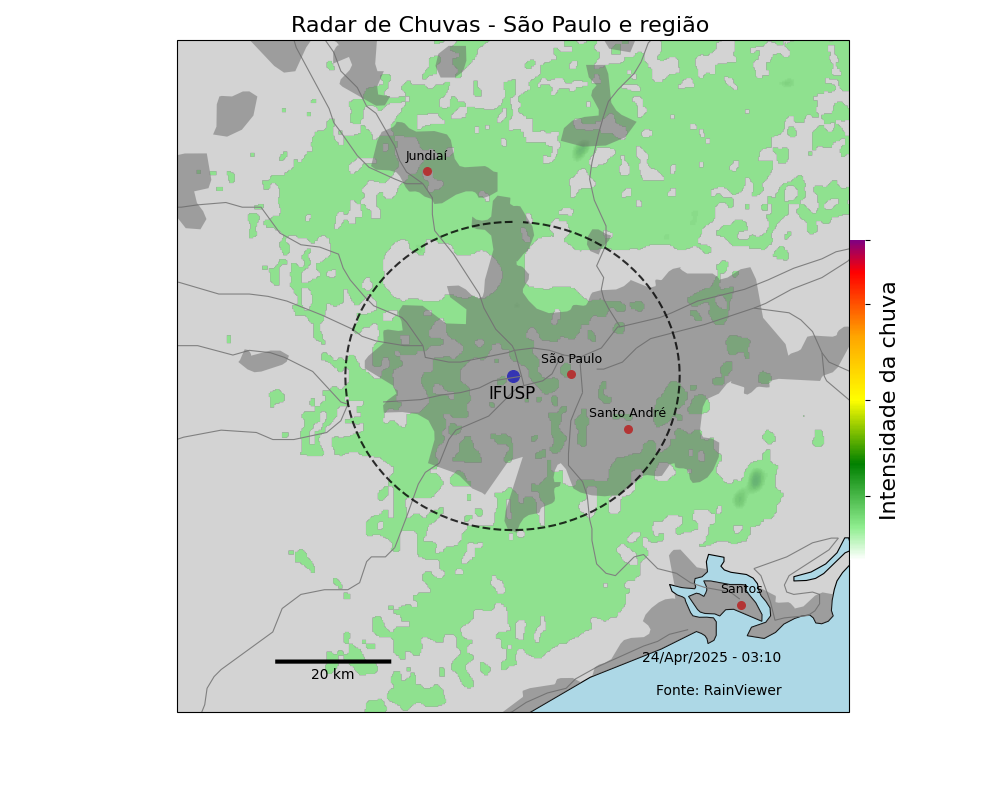 Radar de Chuvas - São Paulo e região
Jundiaí
São Paulo
IFUSP
Santo André
Intensidade da chuva
Santos
24/Apr/2025 - 03:10
20 km
Fonte: RainViewer